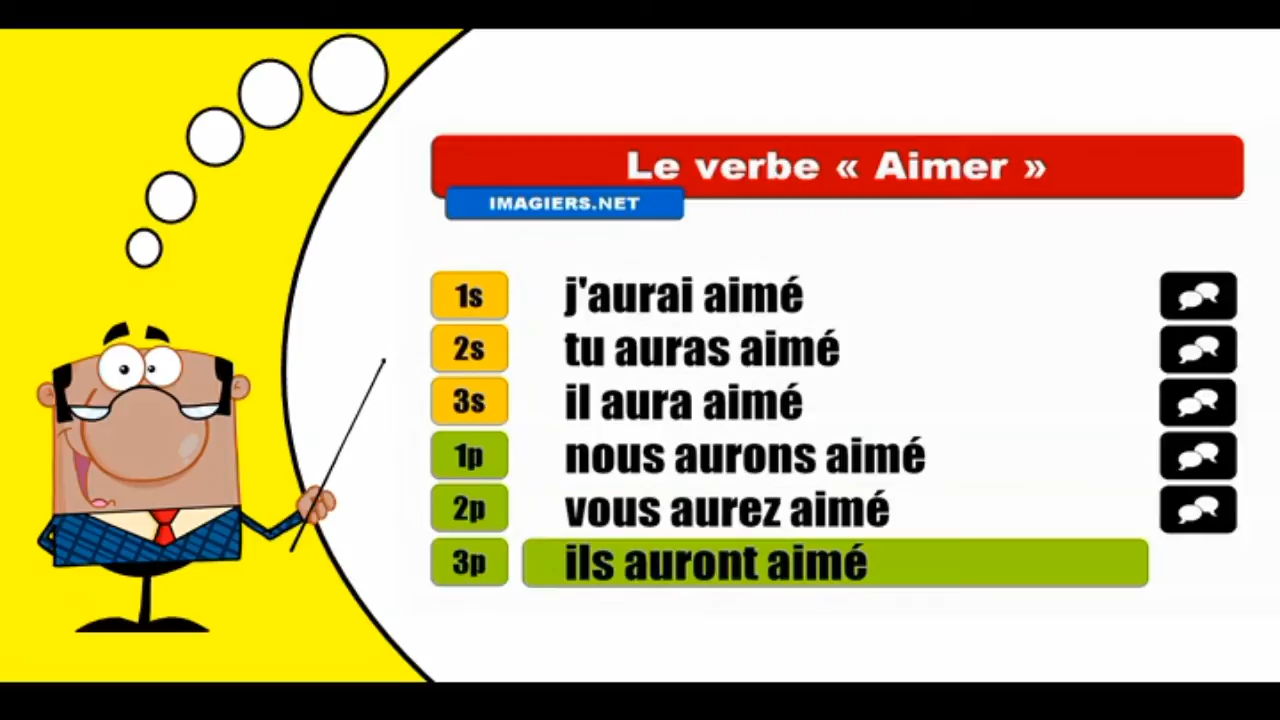 Le verbe « Aimer »
IMAGIERS.NET
1s j'aurai aimé
2s tu auras aimé
3s il aura aimé
1p nous aurons aimé
2p vous aurez aimé
3p ils auront aimé